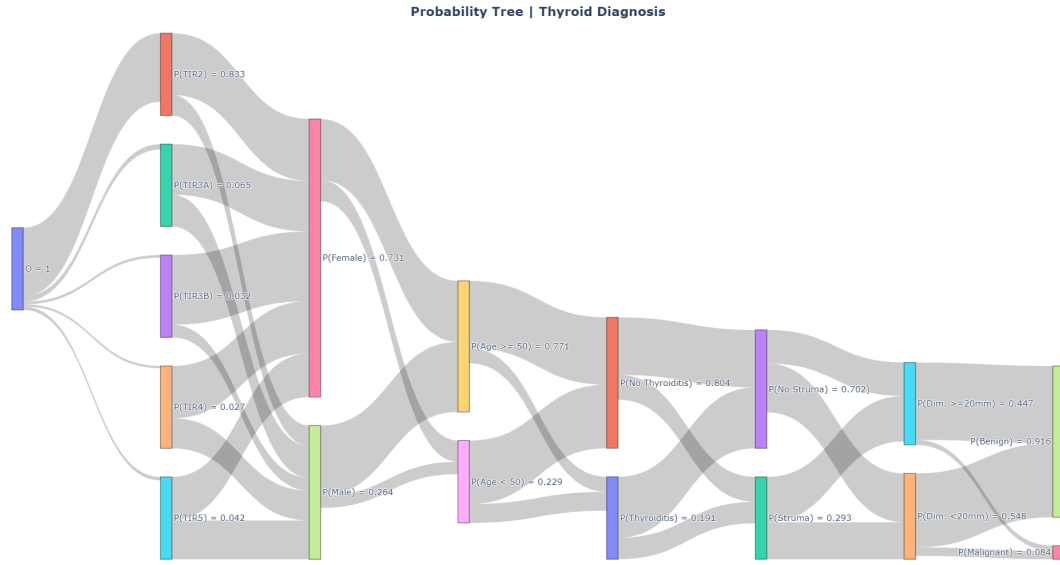 Probability Tree | Thyroid Diagnosis
Ω = 1
P(TIR2) = 0.833
P(TIR3A) = 0.065
P(TIR3B) = 0.032
P(TIR4) = 0.027
P(TIR5) = 0.042
P(Female) = 0.731
P(Male) = 0.264
P(Age >= 50) = 0.771
P(Age < 50) = 0.229
P(No Thyroiditis) = 0.804
P(Thyroiditis) = 0.191
P(No Struma) = 0.702)
P(Struma) = 0.293
P(Dim. >=20mm) = 0.447
P(Dim. <20mm) = 0.548
P(Benign) = 0.916
P(Malignant) = 0.084